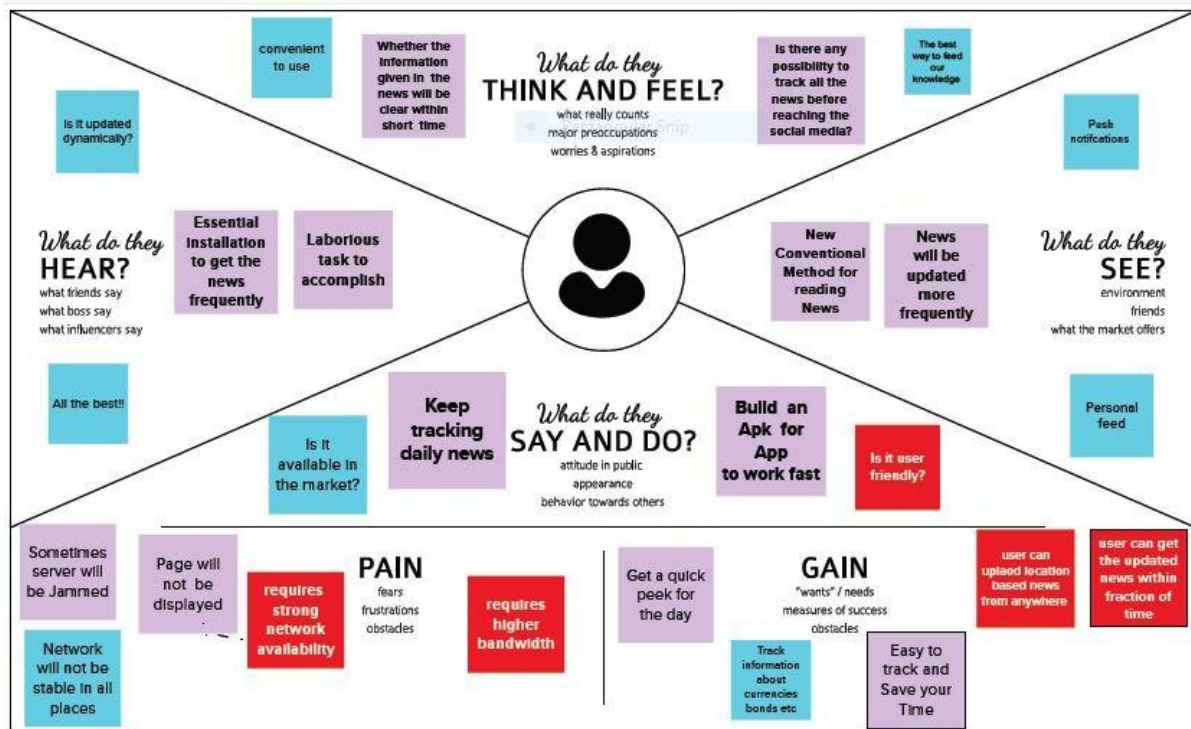 convenient
to use
Whether the
information
given in the
news will be
clear within
short time
What do they
THINK AND FEEL?
what really counts
major preoccupations
worries & aspirations
Is there any
possibility to
track all the
news before
reaching the
social media?
The best
way to feed
our
knowledge
Is it updated
dynamically?
Push
notifcations
What do they
HEAR?
what friends say
what boss say
what influencers say
Essential
installation
to get the
news
frequently
Laborious
task to
accomplish
New
Conventional
Method for
reading
News
News
will be
updated
more
frequently
What do they
SEE?
environment
friends
what the market offers
All the best!!
Is it
available in
the market?
Keep
tracking
daily news
What do they
SAY AND DO?
attitude in public
appearance
behavior towards others
Build an
Apk for
App
to work fast
Is it user
friendly?
Personal
feed
Sometimes
server will
be Jammed
Page will
not be
displayed
requires
strong
network
availability
PAIN
fears
frustrations
obstacles
requires
higher
bandwidth
Network
will not be
stable in all
places
Get a quick
peek for
the day
GAIN
"wants" / needs
measures of success
obstacles
user can
uplaod location
based news
from anywhere
user can get
the updated
news within
fraction of
time
Track
information
about
currencies
bonds etc
Easy to
track and
Save your
Time